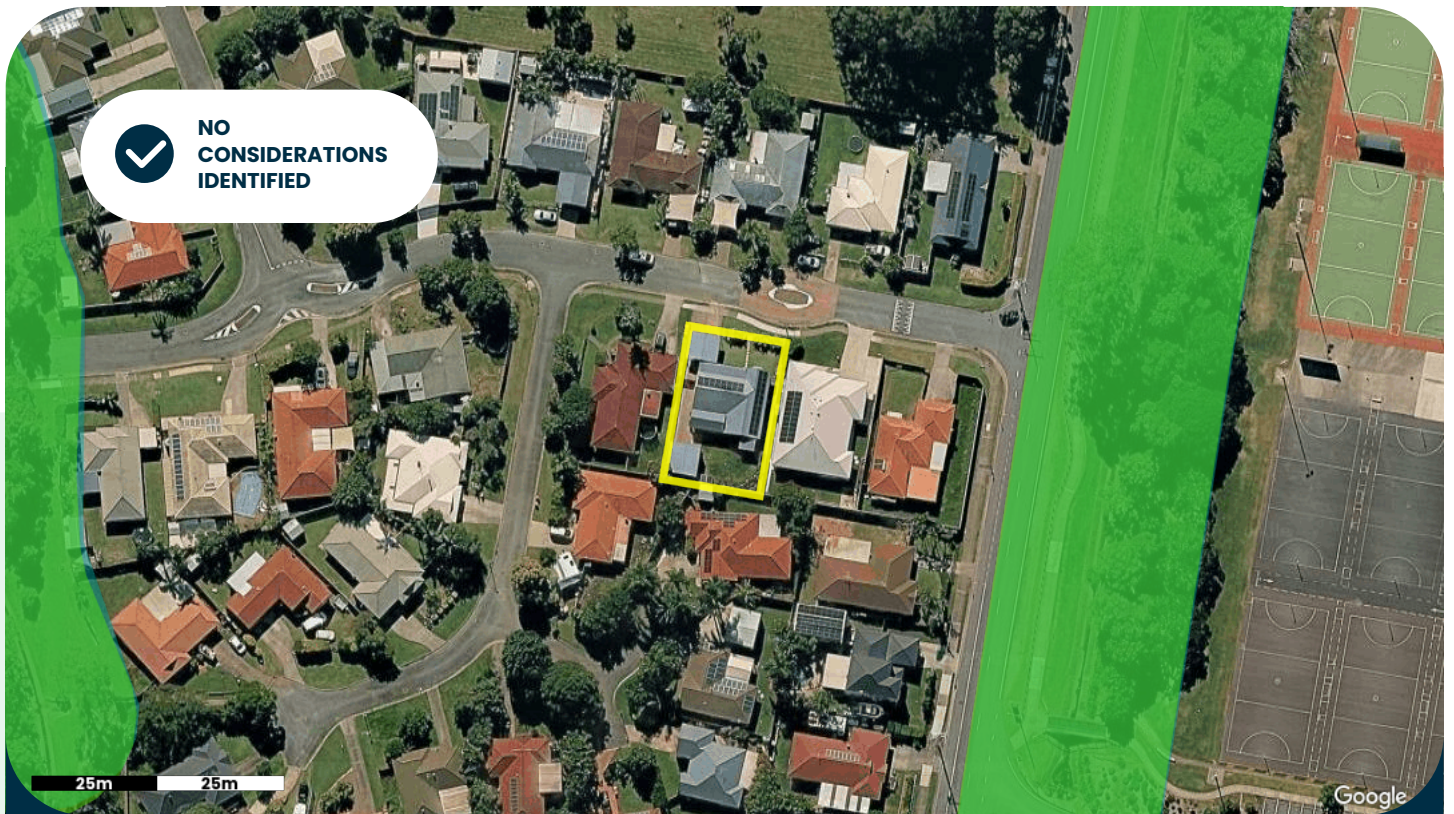 NO
CONSIDERATIONS
IDENTIFIED
25m 25m
Google